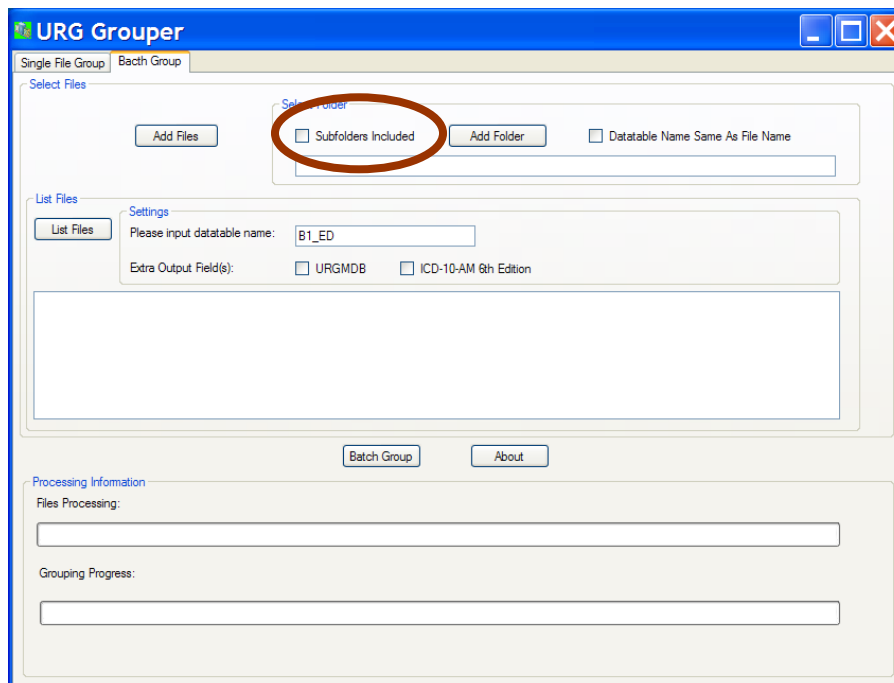 URG Grouper
Single File Group Bacth Group
Select Files
Select Folder
Add Files Subfolders Included Add Folder Datatable Name Same As File Name
List Files
Settings
List Files Please input datatable name: B1_ED
Extra Output Field(s): URGMDB ICD-10-AM 6th Edition
Batch Group About
Processing Information
Files Processing:
Grouping Progress: